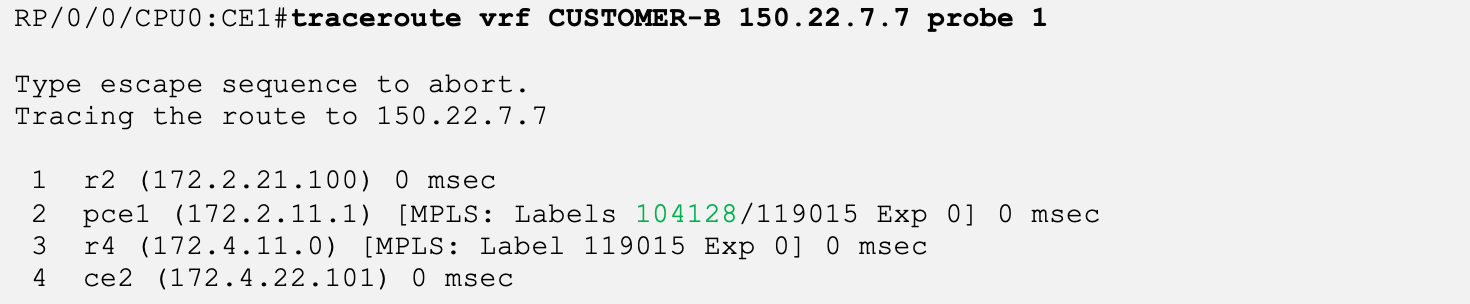 RP/0/0/CPU0:CE1#traceroute vrf CUSTOMER-B 150.22.7.7 probe 1
Type escape sequence to abort.
Tracing the route to 150.22.7.7
1 r2 (172.2.21.100) 0 msec
2 pce1 (172.2.11.1) [MPLS: Labels 104128/119015 Exp 0] 0 msec
3 r4 (172.4.11.0) [MPLS: Label 119015 Exp 0] 0 msec
4 ce2 (172.4.22.101) 0 msec